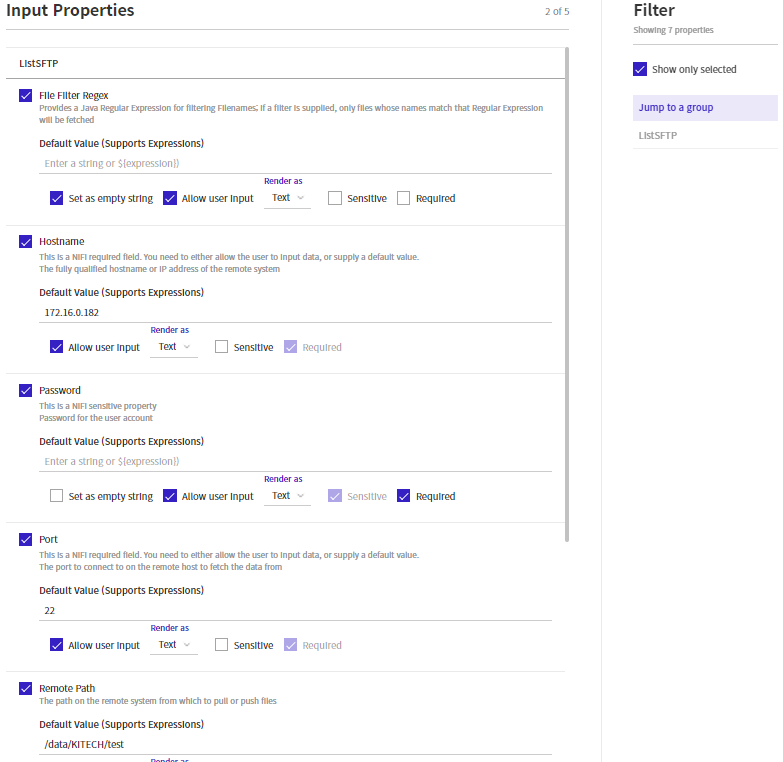 Input Properties
2 of 5
ListSFTP
File Filter Regex
Provides a Java Regular Expression for filtering Filenames; if a filter is supplied, only files whose names match that Regular Expression
will be fetched
Default Value (Supports Expressions)
Enter a string or ${expression})
Render as
Set as empty string
Allow user input
Text
Sensitive
Required
Hostname
This is a NIFI required field. You need to either allow the user to input data, or supply a default value.
The fully qualified hostname or IP address of the remote system
Default Value (Supports Expressions)
172.16.0.182
Render as
Allow user input
Text
Sensitive
Required
Password
This is a NIFI sensitive property
Password for the user account
Default Value (Supports Expressions)
Enter a string or ${expression})
Render as
Set as empty string
Allow user input
Text
Sensitive
Required
Port
This is a NIFI required field. You need to either allow the user to input data, or supply a default value.
The port to connect to on the remote host to fetch the data from
Default Value (Supports Expressions)
22
Render as
Allow user input
Text
Sensitive
Required
Remote Path
The path on the remote system from which to pull or push files
Default Value (Supports Expressions)
/data/KITECH/test
Render as
Filter
Showing 7 properties
Show only selected
Jump to a group
ListSFTP